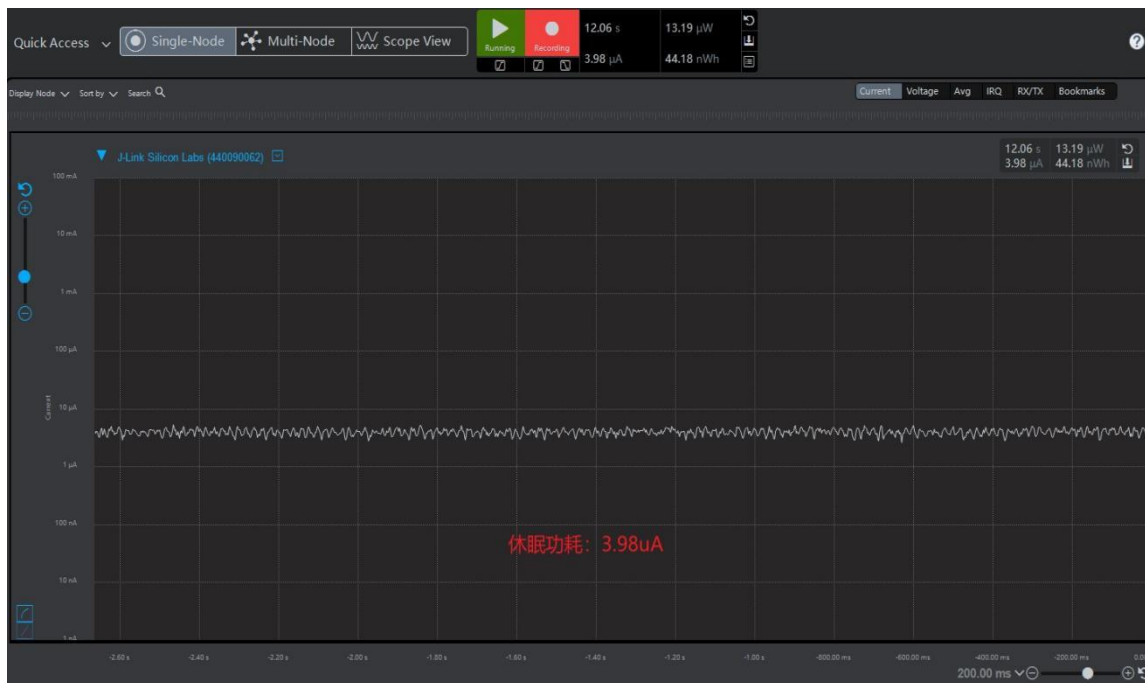 Quick Access
Single-Node
Multi-Node
Scope View
Running
Recording
12.06 s
13.19 µW
3.98 µA
44.18 nWh
Display Node
Sort by
Search
Current
Voltage
Avg
IRQ
RX/TX
Bookmarks
J-Link Silicon Labs (440090062)
12.06 s
13.19 µW
3.98 µA
44.18 nWh
100 mA
10 mA
1 mA
100 µA
10 µA
1 µA
100 nA
10 nA
1 nA
Current
休眠功耗：3.98uA
-2.60 s
-2.40 s
-2.20 s
-2.00 s
-1.80 s
-1.60 s
-1.40 s
-1.20 s
-1.00 s
-800.00 ms
-600.00 ms
-400.00 ms
-200.00 ms
200.00 ms